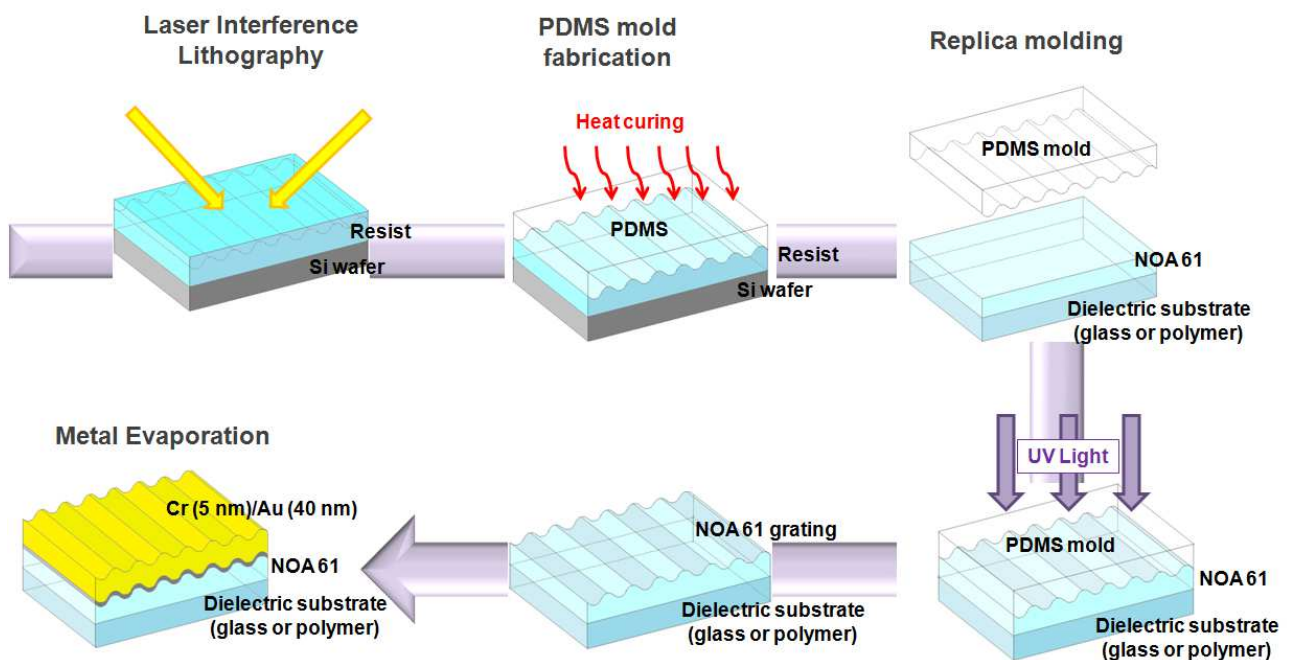 Laser Interference
Lithography
PDMS mold
fabrication
Replica molding
Heat curing
PDMS mold
Resist
Si wafer
PDMS
Resist
Si wafer
NOA 61
Dielectric substrate
(glass or polymer)
UV Light
PDMS mold
NOA 61
Dielectric substrate
(glass or polymer)
NOA 61 grating
Dielectric substrate
(glass or polymer)
Metal Evaporation
Cr (5 nm)/Au (40 nm)
NOA 61
Dielectric substrate
(glass or polymer)